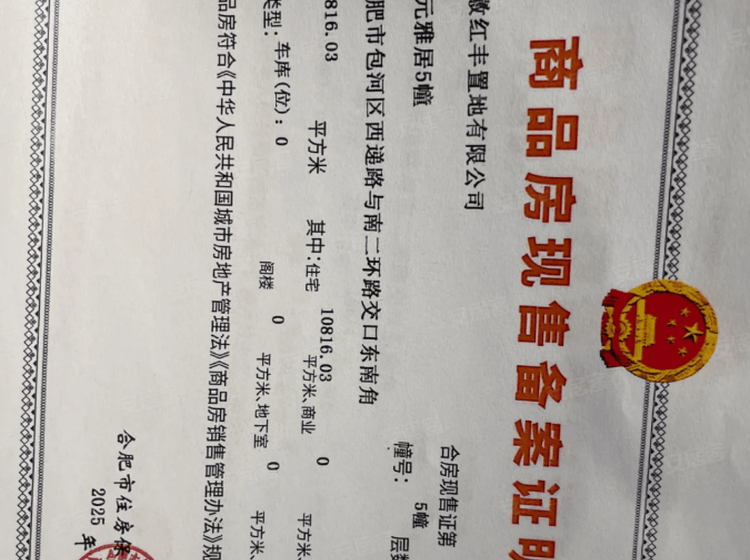 商品房现售备案证明
合房现售证第
徽红丰置地有限公司
元雅居5幢
幢号： 5幢 层数
肥市包河区西递路与南二环路交口东南角
816.03 平方米 其中:住宅 10816.03 平方米、商业 0 平方米
类型：车库(位)：0 阁楼 0 平方米、地下室 0 平方米、
品房符合《中华人民共和国城市房地产管理法》《商品房销售管理办法》规
合肥市住房保
2025 年